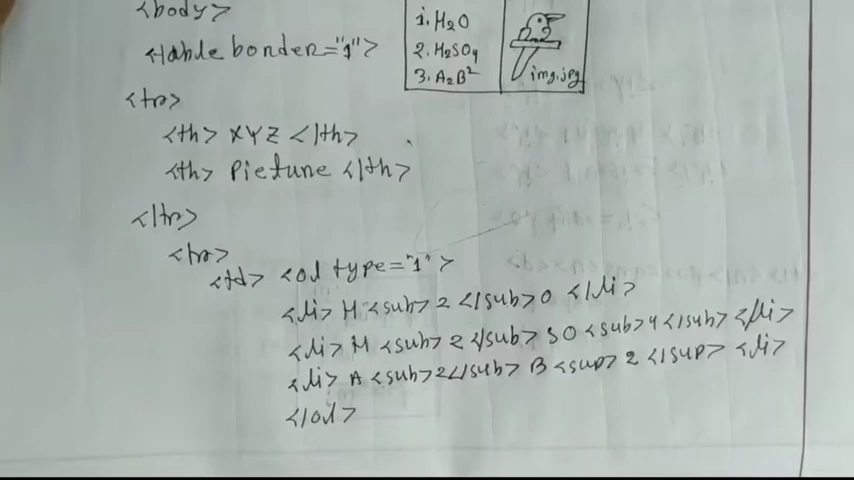 <body>
<table border="1">
1. H₂O
2. H₂SO₄
3. A₂B²
img.jpg
<tr>
<th> XYZ </th>
<th> Picture </th>
</tr>
<tr>
<td> <ol type="1">
<li> H <sub> 2 </sub> O </li>
<li> H <sub> 2 </sub> SO <sub> 4 </sub> </li>
<li> A <sub> 2 </sub> B <sup> 2 </sup> <li>
</ol>